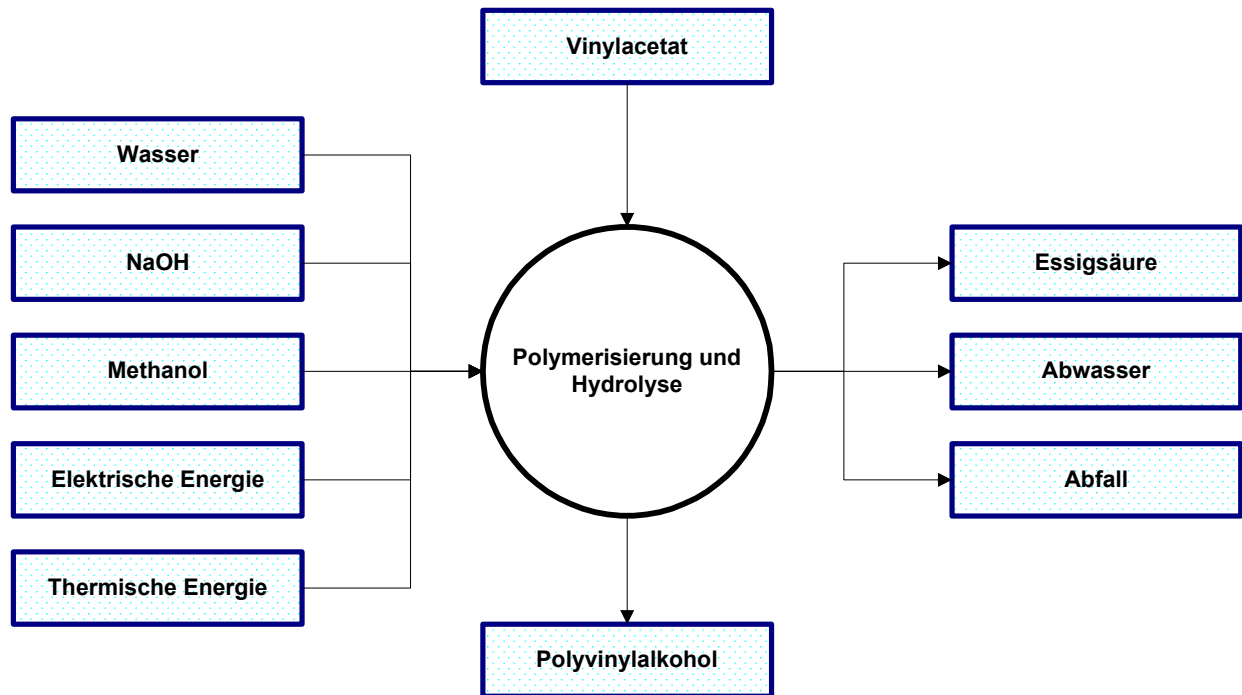 Vinylacetat
Wasser
NaOH
Methanol
Elektrische Energie
Thermische Energie
Polymerisierung und
Hydrolyse
Essigsäure
Abwasser
Abfall
Polyvinylalkohol